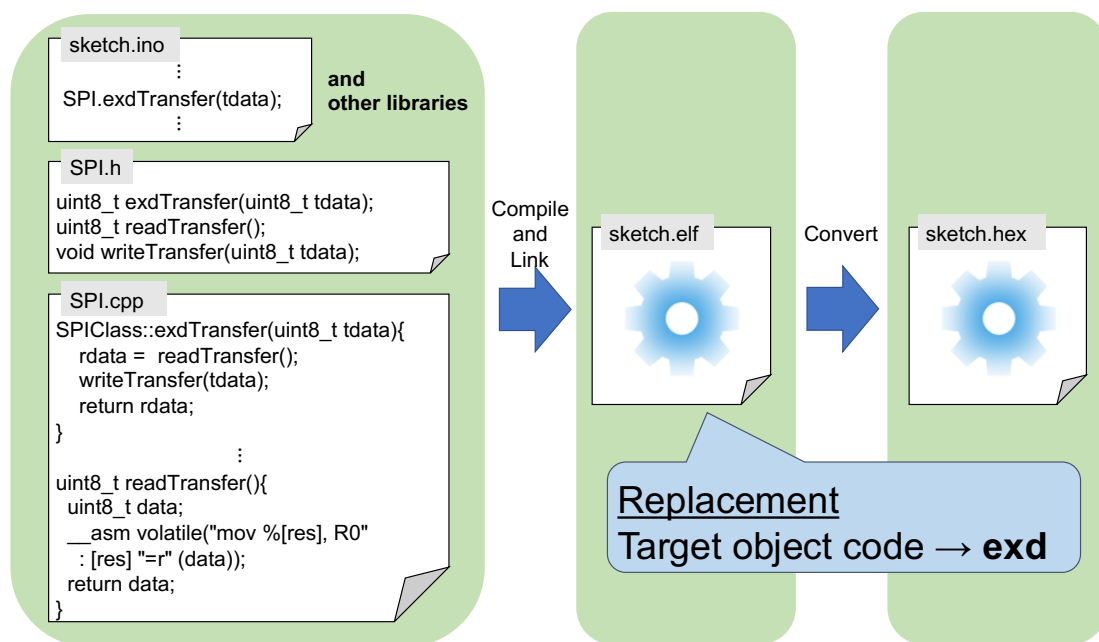 sketch.ino
⋮
SPI.exdTransfer(tdata);
⋮
and
other libraries
SPI.h
uint8_t exdTransfer(uint8_t tdata);
uint8_t readTransfer();
void writeTransfer(uint8_t tdata);
SPI.cpp
SPIClass::exdTransfer(uint8_t tdata){
rdata = readTransfer();
writeTransfer(tdata);
return rdata;
}
⋮
uint8_t readTransfer(){
uint8_t data;
__asm volatile("mov %[res], R0"
: [res] "=r" (data));
return data;
}
Compile
and
Link
sketch.elf
Convert
sketch.hex
Replacement
Target object code → exd